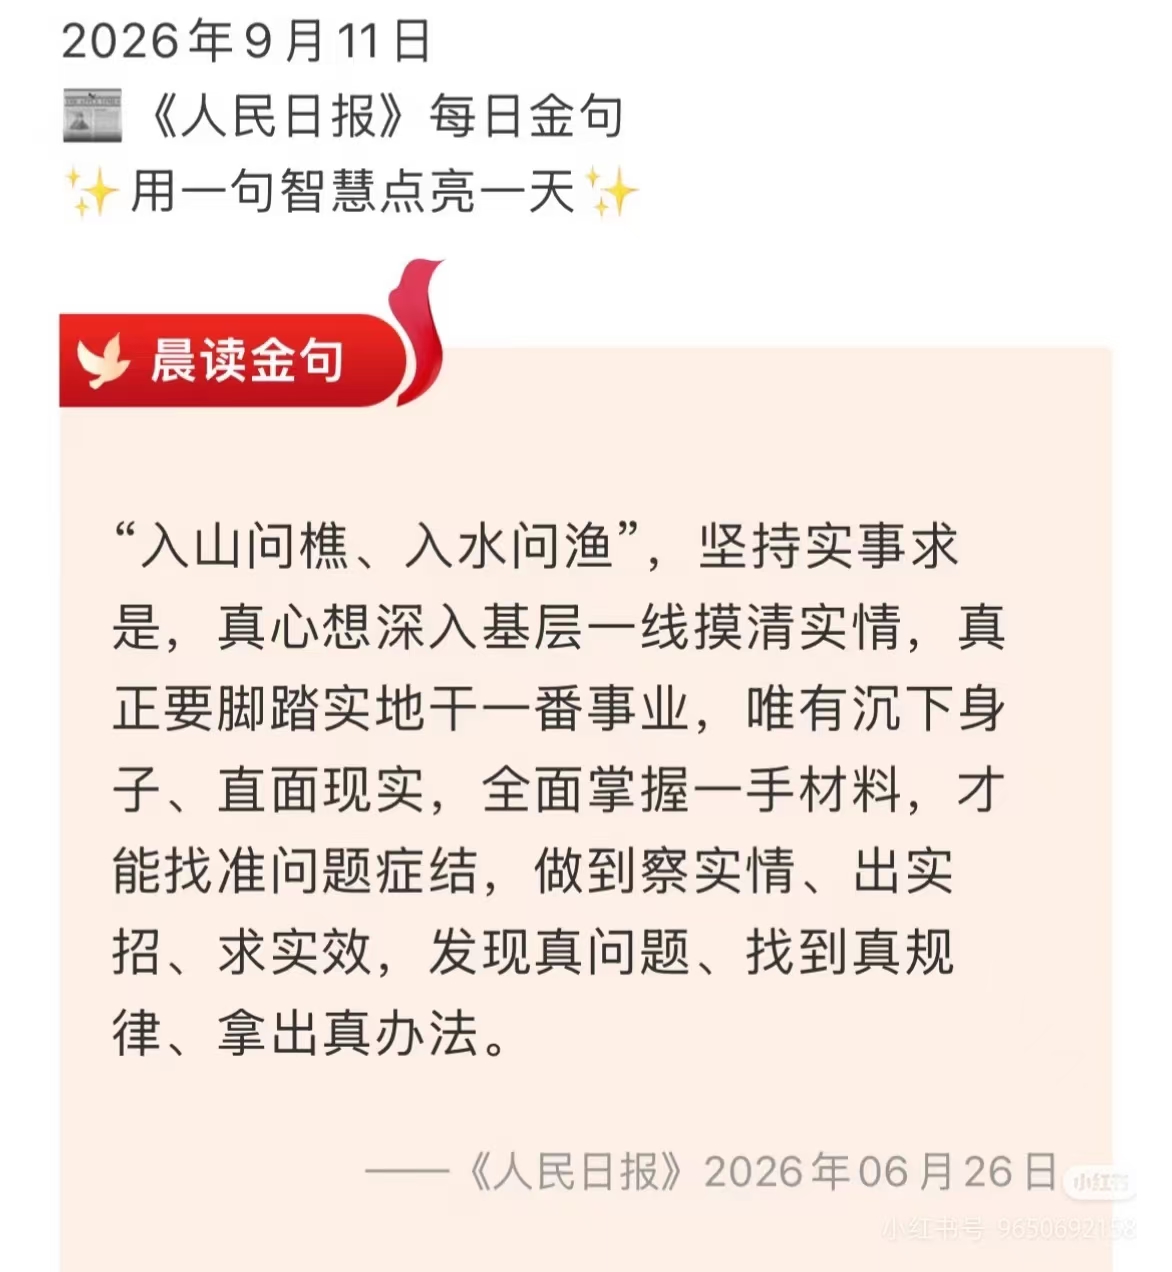 2026年9月11日
《人民日报》每日金句
用一句智慧点亮一天
晨读金句
“入山问樵、入水问渔”，坚持实事求
是，真心想深入基层一线摸清实情，真
正要脚踏实地干一番事业，唯有沉下身
子、直面现实，全面掌握一手材料，才
能找准问题症结，做到察实情、出实
招、求实效，发现真问题、找到真规
律、拿出真办法。
——《人民日报》2026年06月26日
小红书
小红书号 9650692158